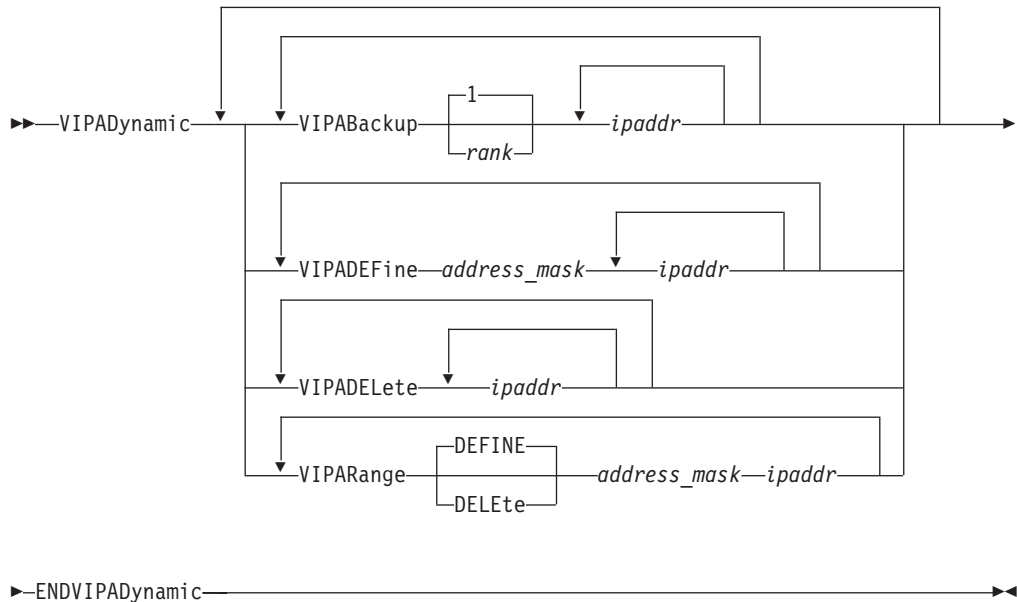 1
VIPADynamic VIPABackup ipaddr
rank
VIPADEFine address_mask ipaddr
VIPADELete ipaddr
DEFINE
VIPARange address_mask ipaddr
DELEte
ENDVIPADynamic